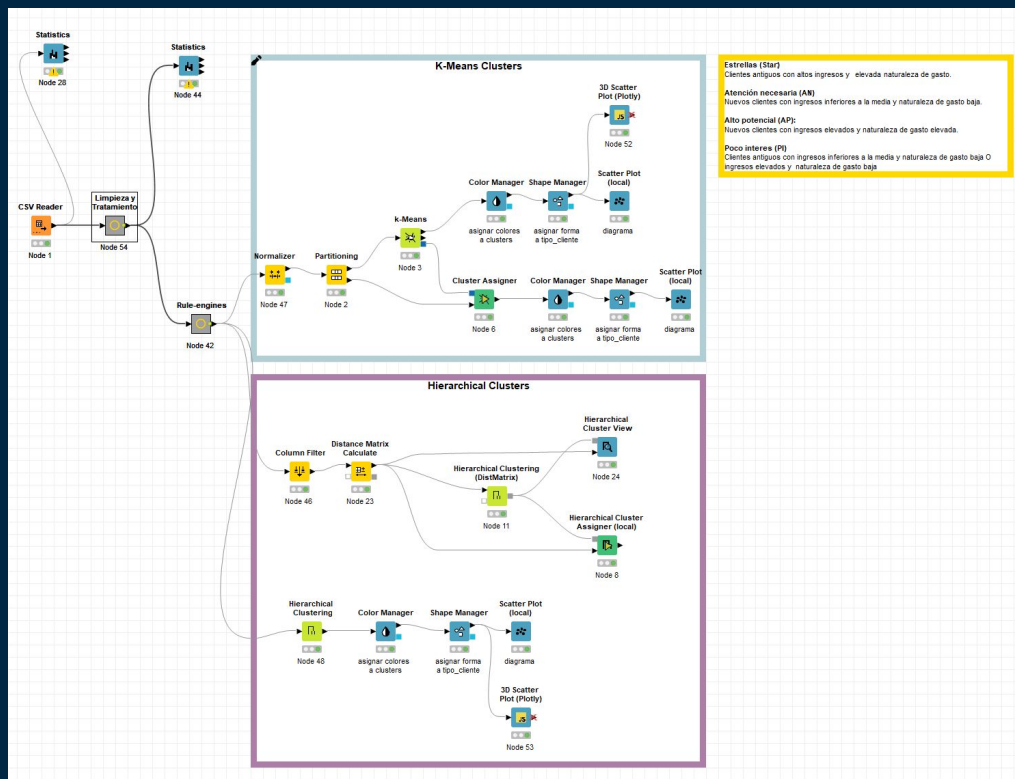 Statistics
Node 28
Statistics
Node 44
CSV Reader
Node 1
Limpieza y
Tratamiento
Node 54
Rule-engines
Node 42
K-Means Clusters
3D Scatter
Plot (Plotly)
JS
Node 52
Color Manager
asignar colores
a clusters
Shape Manager
asignar forma
a tipo_cliente
Scatter Plot
(local)
diagrama
k-Means
Node 3
Normalizer
Node 47
Partitioning
Node 2
Cluster Assigner
Node 6
Color Manager
asignar colores
a clusters
Shape Manager
asignar forma
a tipo_cliente
Scatter Plot
(local)
diagrama
Estrellas (Star)
Clientes antiguos con altos ingresos y elevada naturaleza de gasto.
Atención necesaria (AN)
Nuevos clientes con ingresos inferiores a la media y naturaleza de gasto baja.
Alto potencial (AP):
Nuevos clientes con ingresos elevados y naturaleza de gasto elevada.
Poco interes (PI)
Clientes antiguos con ingresos inferiores a la media y naturaleza de gasto baja O
ingresos elevados y naturaleza de gasto baja
Hierarchical Clusters
Column Filter
Node 46
Distance Matrix
Calculate
Node 23
Hierarchical Clustering
(DistMatrix)
Node 11
Hierarchical
Cluster View
Node 24
Hierarchical Cluster
Assigner (local)
Node 8
Hierarchical
Clustering
Node 48
Color Manager
asignar colores
a clusters
Shape Manager
asignar forma
a tipo_cliente
Scatter Plot
(local)
diagrama
3D Scatter
Plot (Plotly)
JS
Node 53